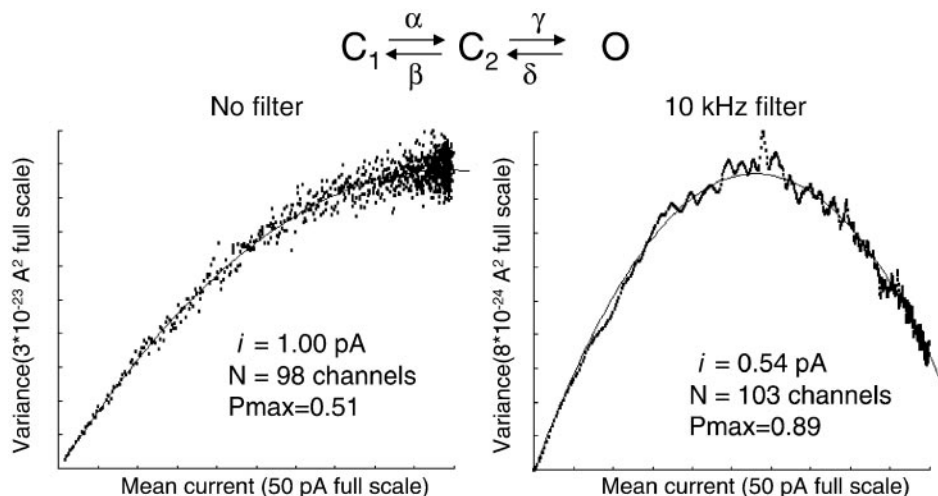 α γ
C1 C2 O
β δ
No filter
Variance(3*10-23 A2 full scale)
i = 1.00 pA
N = 98 channels
Pmax=0.51
Mean current (50 pA full scale)
10 kHz filter
Variance(8*10-24 A2 full scale)
i = 0.54 pA
N = 103 channels
Pmax=0.89
Mean current (50 pA full scale)